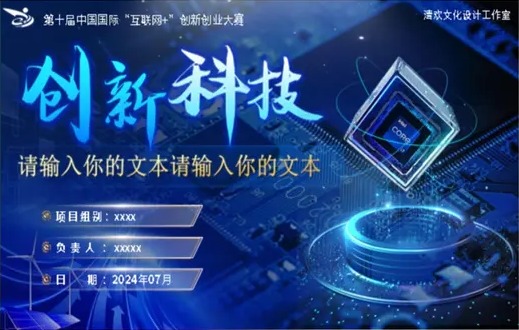 第十届中国国际“互联网+”创新创业大赛
清欢文化设计工作室
创新科技
请输入你的文本请输入你的文本
项目组别：xxxx
负责人：xxxxx
日 期：2024年07月